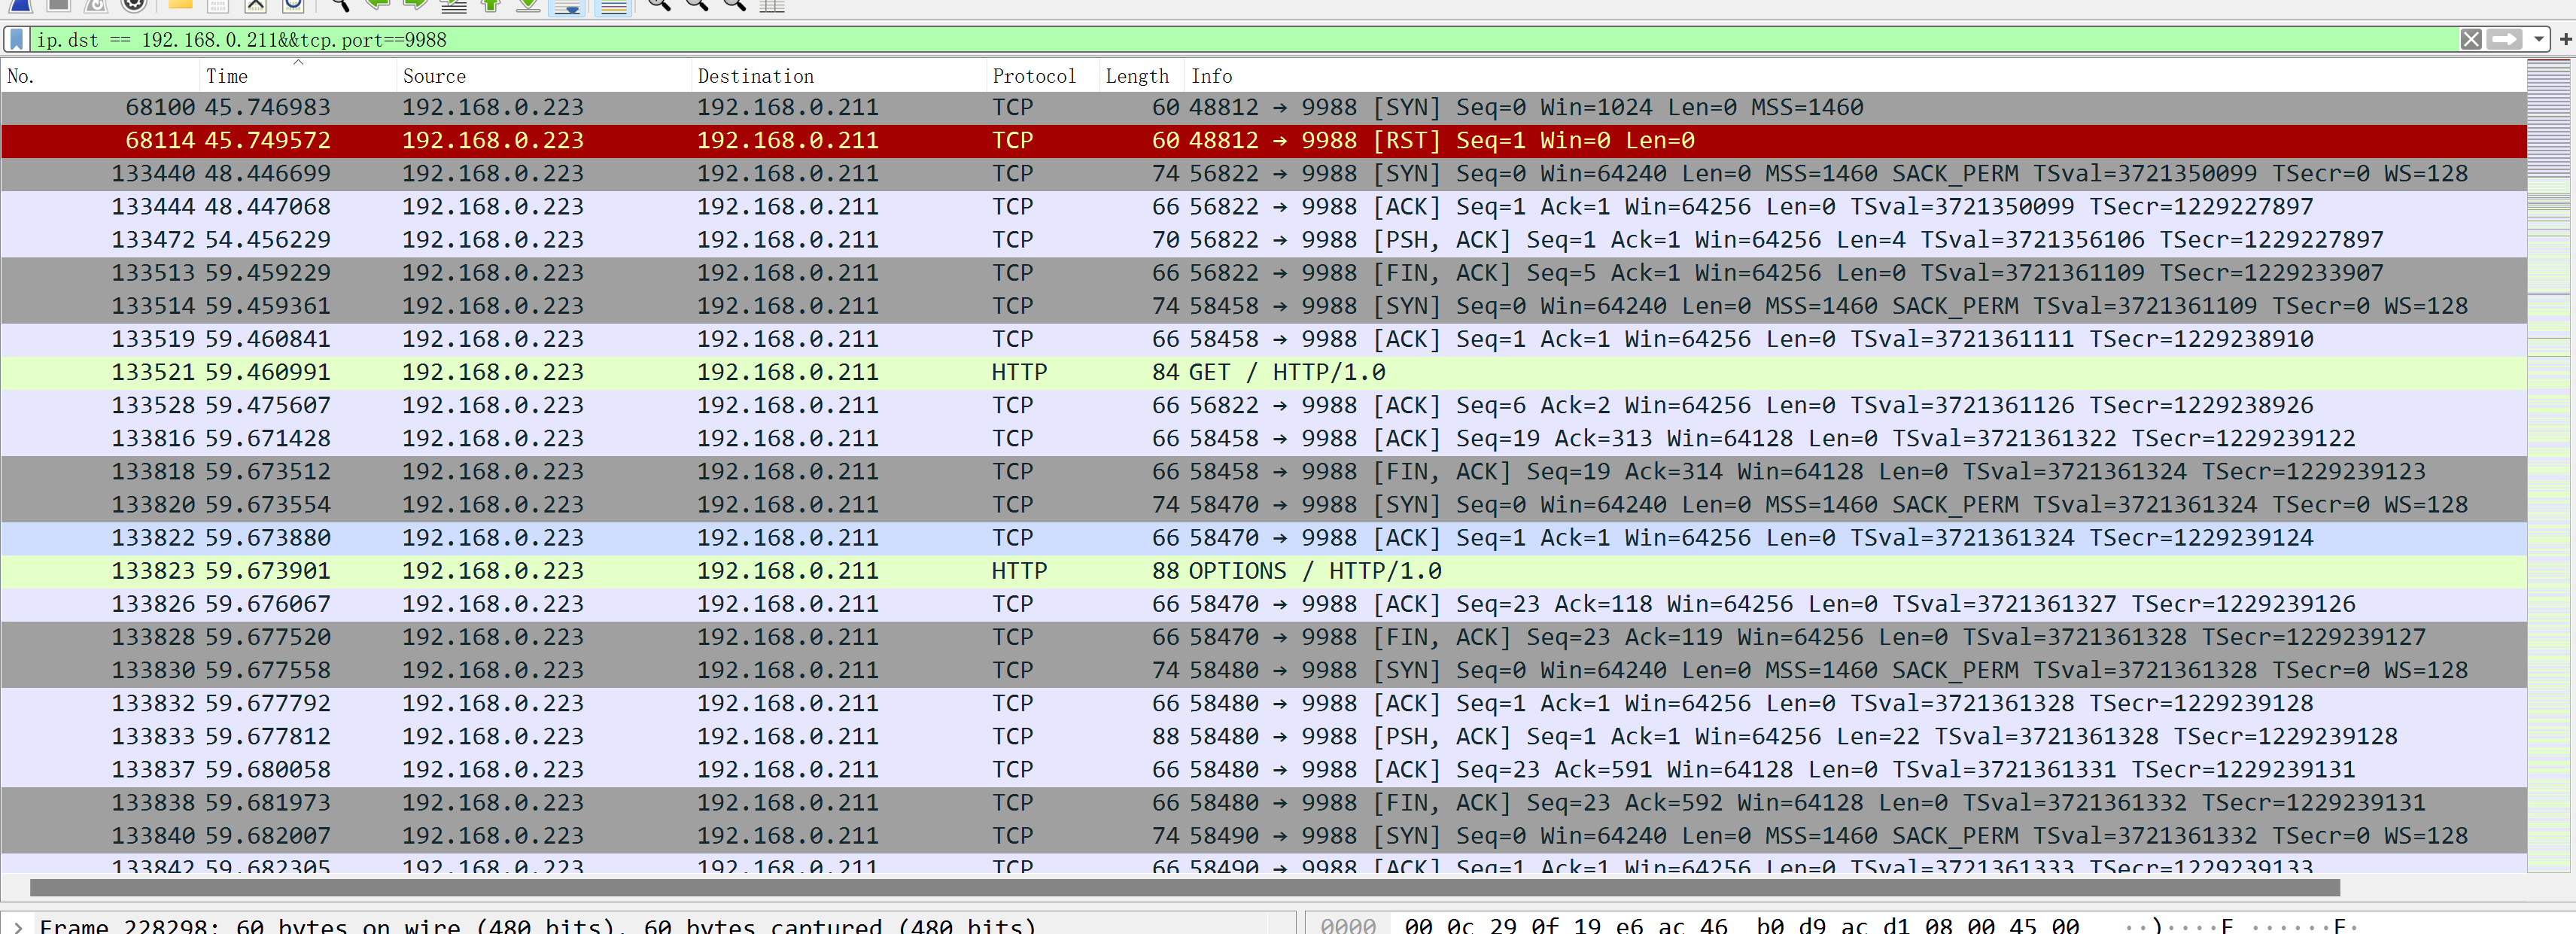 ip.dst == 192.168.0.211&&tcp.port==9988
No. Time Source Destination Protocol Length Info
68100 45.746983 192.168.0.223 192.168.0.211 TCP 60 48812 → 9988 [SYN] Seq=0 Win=1024 Len=0 MSS=1460
68114 45.749572 192.168.0.223 192.168.0.211 TCP 60 48812 → 9988 [RST] Seq=1 Win=0 Len=0
133440 48.446699 192.168.0.223 192.168.0.211 TCP 74 56822 → 9988 [SYN] Seq=0 Win=64240 Len=0 MSS=1460 SACK_PERM TSval=3721350099 TSecr=0 WS=128
133444 48.447068 192.168.0.223 192.168.0.211 TCP 66 56822 → 9988 [ACK] Seq=1 Ack=1 Win=64256 Len=0 TSval=3721350099 TSecr=1229227897
133472 54.456229 192.168.0.223 192.168.0.211 TCP 70 56822 → 9988 [PSH, ACK] Seq=1 Ack=1 Win=64256 Len=4 TSval=3721356106 TSecr=1229227897
133513 59.459229 192.168.0.223 192.168.0.211 TCP 66 56822 → 9988 [FIN, ACK] Seq=5 Ack=1 Win=64256 Len=0 TSval=3721361109 TSecr=1229233907
133514 59.459361 192.168.0.223 192.168.0.211 TCP 74 58458 → 9988 [SYN] Seq=0 Win=64240 Len=0 MSS=1460 SACK_PERM TSval=3721361109 TSecr=0 WS=128
133519 59.460841 192.168.0.223 192.168.0.211 TCP 66 58458 → 9988 [ACK] Seq=1 Ack=1 Win=64256 Len=0 TSval=3721361111 TSecr=1229238910
133521 59.460991 192.168.0.223 192.168.0.211 HTTP 84 GET / HTTP/1.0
133528 59.475607 192.168.0.223 192.168.0.211 TCP 66 56822 → 9988 [ACK] Seq=6 Ack=2 Win=64256 Len=0 TSval=3721361126 TSecr=1229238926
133816 59.671428 192.168.0.223 192.168.0.211 TCP 66 58458 → 9988 [ACK] Seq=19 Ack=313 Win=64128 Len=0 TSval=3721361322 TSecr=1229239122
133818 59.673512 192.168.0.223 192.168.0.211 TCP 66 58458 → 9988 [FIN, ACK] Seq=19 Ack=314 Win=64128 Len=0 TSval=3721361324 TSecr=1229239123
133820 59.673554 192.168.0.223 192.168.0.211 TCP 74 58470 → 9988 [SYN] Seq=0 Win=64240 Len=0 MSS=1460 SACK_PERM TSval=3721361324 TSecr=0 WS=128
133822 59.673880 192.168.0.223 192.168.0.211 TCP 66 58470 → 9988 [ACK] Seq=1 Ack=1 Win=64256 Len=0 TSval=3721361324 TSecr=1229239124
133823 59.673901 192.168.0.223 192.168.0.211 HTTP 88 OPTIONS / HTTP/1.0
133826 59.676067 192.168.0.223 192.168.0.211 TCP 66 58470 → 9988 [ACK] Seq=23 Ack=118 Win=64256 Len=0 TSval=3721361327 TSecr=1229239126
133828 59.677520 192.168.0.223 192.168.0.211 TCP 66 58470 → 9988 [FIN, ACK] Seq=23 Ack=119 Win=64256 Len=0 TSval=3721361328 TSecr=1229239127
133830 59.677558 192.168.0.223 192.168.0.211 TCP 74 58480 → 9988 [SYN] Seq=0 Win=64240 Len=0 MSS=1460 SACK_PERM TSval=3721361328 TSecr=0 WS=128
133832 59.677792 192.168.0.223 192.168.0.211 TCP 66 58480 → 9988 [ACK] Seq=1 Ack=1 Win=64256 Len=0 TSval=3721361328 TSecr=1229239128
133833 59.677812 192.168.0.223 192.168.0.211 TCP 88 58480 → 9988 [PSH, ACK] Seq=1 Ack=1 Win=64256 Len=22 TSval=3721361328 TSecr=1229239128
133837 59.680058 192.168.0.223 192.168.0.211 TCP 66 58480 → 9988 [ACK] Seq=23 Ack=591 Win=64128 Len=0 TSval=3721361331 TSecr=1229239131
133838 59.681973 192.168.0.223 192.168.0.211 TCP 66 58480 → 9988 [FIN, ACK] Seq=23 Ack=592 Win=64128 Len=0 TSval=3721361332 TSecr=1229239131
133840 59.682007 192.168.0.223 192.168.0.211 TCP 74 58490 → 9988 [SYN] Seq=0 Win=64240 Len=0 MSS=1460 SACK_PERM TSval=3721361332 TSecr=0 WS=128
133842 59.682305 192.168.0.223 192.168.0.211 TCP 66 58490 → 9988 [ACK] Seq=1 Ack=1 Win=64256 Len=0 TSval=3721361333 TSecr=1229239133
Frame 228298: 60 bytes on wire (480 bits), 60 bytes captured (480 bits)
0000 00 0c 29 0f 19 e6 ac 46 b0 d9 ac d1 08 00 45 00 ··)····F ······E·